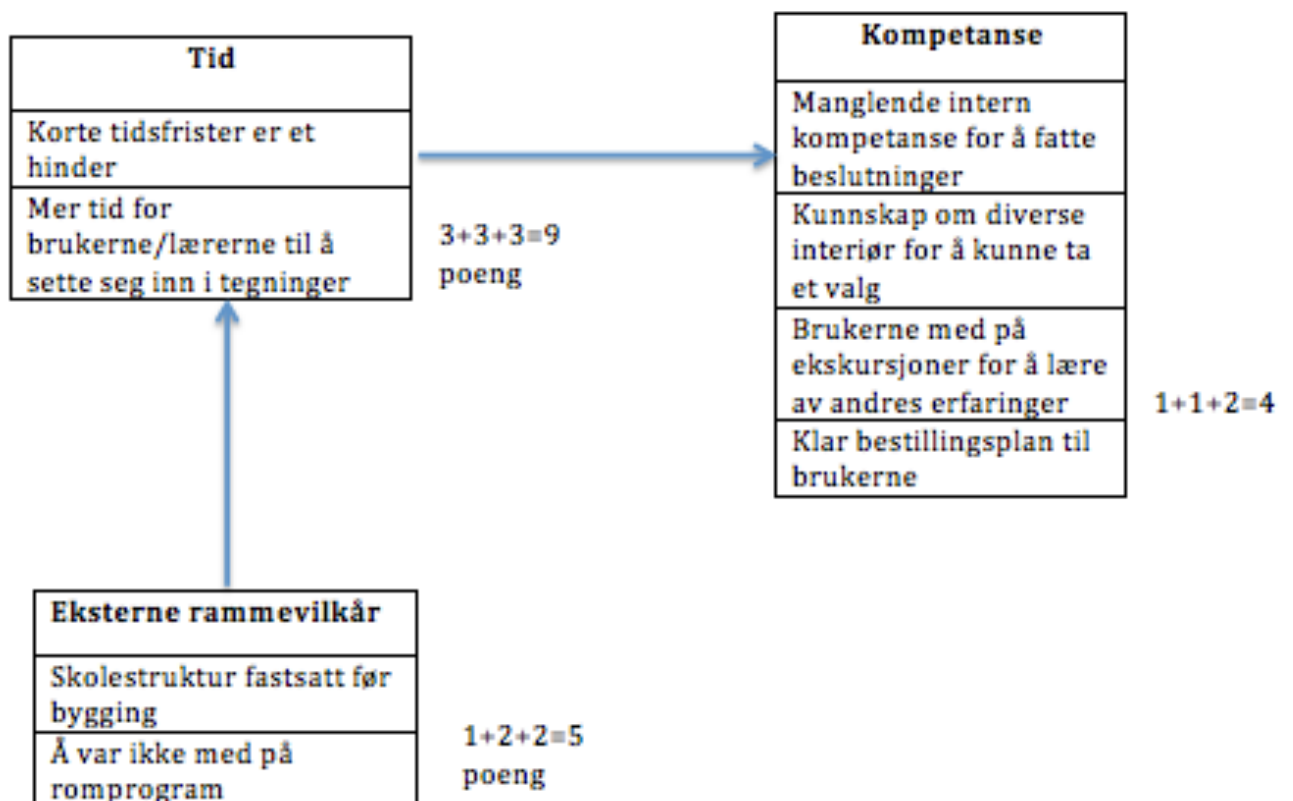 Tid
Korte tidsfrister er et
hinder
Mer tid for
brukerne/lærerne til å
sette seg inn i tegninger
3+3+3=9
poeng
Kompetanse
Manglende intern
kompetanse for å fatte
beslutninger
Kunnskap om diverse
interiør for å kunne ta
et valg
Brukerne med på
ekskursjoner for å lære
av andres erfaringer
Klar bestillingsplan til
brukerne
1+1+2=4
Eksterne rammevilkår
Skolestruktur fastsatt før
bygging
Å var ikke med på
romprogram
1+2+2=5
poeng